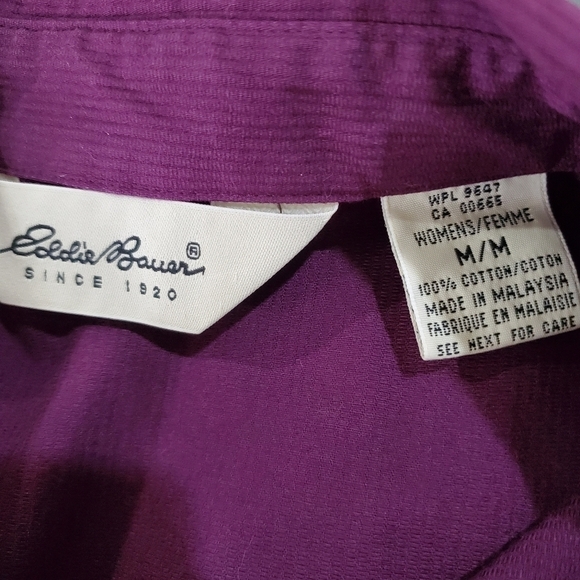 Eddie Bauer ®
SINCE 1920
WPL 9647
CA 00665
WOMENS/FEMME
M/M
100% COTTON/COTON
MADE IN MALAYSIA
FABRIQUE EN MALAISIE
SEE NEXT FOR CARE